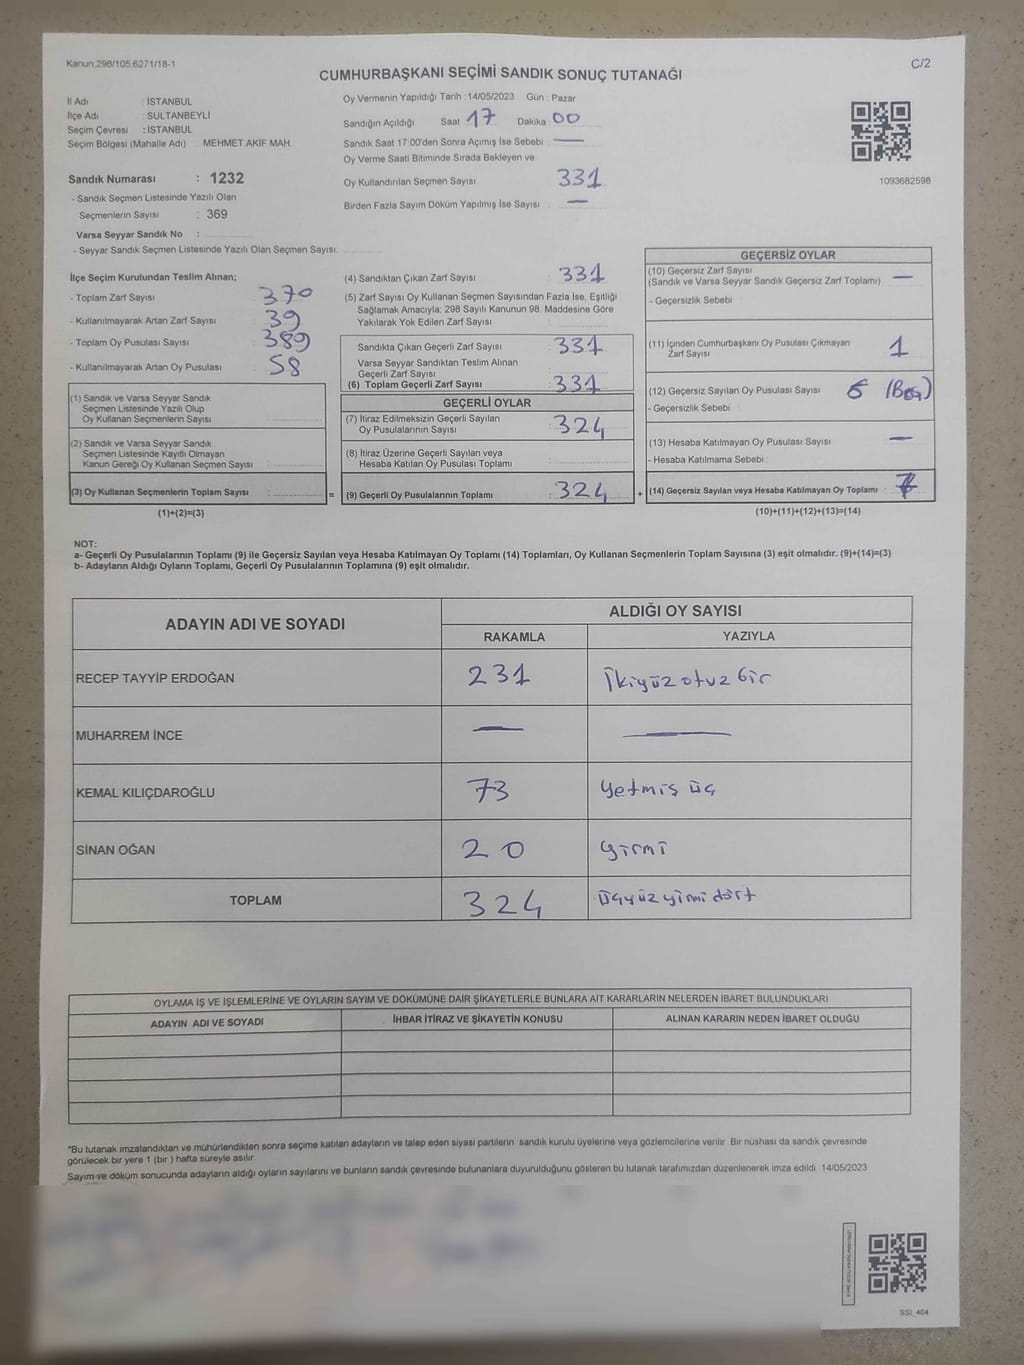 Kanun 298/105,6271/18-1
C/2
CUMHURBAŞKANI SEÇİMİ SANDIK SONUÇ TUTANAĞI
İl Adı : İSTANBUL
İlçe Adı : SULTANBEYLİ
Seçim Çevresi : İSTANBUL
Seçim Bölgesi (Mahalle Adı) : MEHMET AKİF MAH.
Sandık Numarası : 1232
- Sandık Seçmen Listesinde Yazılı Olan
Seçmenlerin Sayısı : 369
Varsa Seyyar Sandık No :
- Seyyar Sandık Seçmen Listesinde Yazılı Olan Seçmen Sayısı:
Oy Vermenin Yapıldığı Tarih : 14/05/2023 Gün : Pazar
Sandığın Açıldığı Saat 17 Dakika 00
Sandık Saat 17:00'den Sonra Açımış İse Sebebi : —
Oy Verme Saati Bitiminde Sırada Bekleyen ve
Oy Kullandırılan Seçmen Sayısı 331
Birden Fazla Sayım Döküm Yapılmış İse Sayısı : —
1093682598
İlçe Seçim Kurulundan Teslim Alınan;
- Toplam Zarf Sayısı : 370
- Kullanılmayarak Artan Zarf Sayısı : 39
- Toplam Oy Pusulası Sayısı : 389
- Kullanılmayarak Artan Oy Pusulası : 58
(1) Sandık ve Varsa Seyyar Sandık
Seçmen Listesinde Yazılı Olup
Oy Kullanan Seçmenlerin Sayısı :
(2) Sandık ve Varsa Seyyar Sandık
Seçmen Listesinde Kayıtlı Olmayan
Kanun Gereği Oy Kullanan Seçmen Sayısı :
(3) Oy Kullanan Seçmenlerin Toplam Sayısı : =
(1)+(2)=(3)
(4) Sandıktan Çıkan Zarf Sayısı : 331
(5) Zarf Sayısı Oy Kullanan Seçmen Sayısından Fazla İse, Eşitliği
Sağlamak Amacıyla; 298 Sayılı Kanunun 98. Maddesine Göre
Yakılarak Yok Edilen Zarf Sayısı :
Sandıkta Çıkan Geçerli Zarf Sayısı : 331
Varsa Seyyar Sandıktan Teslim Alınan
Geçerli Zarf Sayısı
(6) Toplam Geçerli Zarf Sayısı : 331
GEÇERLİ OYLAR
(7) İtiraz Edilmeksizin Geçerli Sayılan
Oy Pusulalarının Sayısı : 324
(8) İtiraz Üzerine Geçerli Sayılan veya
Hesaba Katılan Oy Pusulası Toplamı :
(9) Geçerli Oy Pusulalarının Toplamı : 324 +
GEÇERSİZ OYLAR
(10) Geçersiz Zarf Sayısı
(Sandık ve Varsa Seyyar Sandık Geçersiz Zarf Toplamı) : —
- Geçersizlik Sebebi :
(11) İçinden Cumhurbaşkanı Oy Pusulası Çıkmayan
Zarf Sayısı 1
(12) Geçersiz Sayılan Oy Pusulası Sayısı :
- Geçersizlik Sebebi :
(13) Hesaba Katılmayan Oy Pusulası Sayısı : —
- Hesaba Katılmama Sebebi :
(14) Geçersiz Sayılan veya Hesaba Katılmayan Oy Toplamı : 7
(10)+(11)+(12)+(13)=(14)
NOT:
a- Geçerli Oy Pusulalarının Toplamı (9) ile Geçersiz Sayılan veya Hesaba Katılmayan Oy Toplamı (14) Toplamları, Oy Kullanan Seçmenlerin Toplam Sayısına (3) eşit olmalıdır. (9)+(14)=(3)
b- Adayların Aldığı Oyların Toplamı, Geçerli Oy Pusulalarının Toplamına (9) eşit olmalıdır.
ADAYIN ADI VE SOYADI
ALDIĞI OY SAYISI
RAKAMLA YAZIYLA
RECEP TAYYİP ERDOĞAN 231 ikiyüzotuzbir
MUHARREM İNCE — —
KEMAL KILIÇDAROĞLU 73 yetmiş üç
SİNAN OĞAN 20 yirmi
TOPLAM 324 üçyüzyirmidört
OYLAMA İŞ VE İŞLEMLERİNE VE OYLARIN SAYIM VE DÖKÜMÜNE DAİR ŞİKAYETLERLE BUNLARA AİT KARARLARIN NELERDEN İBARET BULUNDUKLARI
ADAYIN ADI VE SOYADI İHBAR İTİRAZ VE ŞİKAYETİN KONUSU ALINAN KARARIN NEDEN İBARET OLDUĞU
*Bu tutanak imzalandıktan ve mühürlendikten sonra seçime katılan adayların ve talep eden siyasi partilerin sandık kurulu üyelerine veya gözlemcilerine verilir. Bir nüshası da sandık çevresinde
görülecek bir yere 1 (bir ) hafta süreyle asılır.
Sayım ve döküm sonucunda adayların aldığı oyların sayılarını ve bunların sandık çevresinde bulunanlara duyurulduğunu gösteren bu tutanak tarafımızdan düzenlenerek imza edildi. 14/05/2023
SSI_404